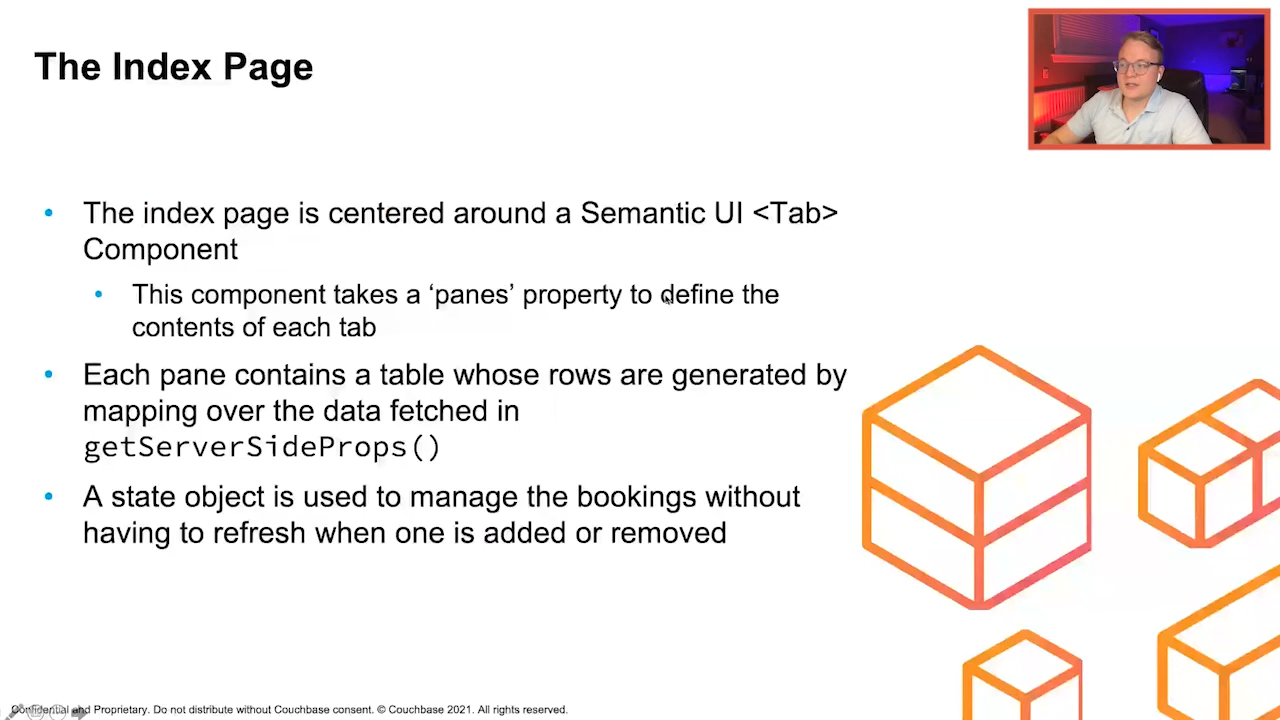 The Index Page
• The index page is centered around a Semantic UI <Tab>
Component
• This component takes a ‘panes’ property to define the
contents of each tab
• Each pane contains a table whose rows are generated by
mapping over the data fetched in
getServerSideProps()
• A state object is used to manage the bookings without
having to refresh when one is added or removed
Confidential and Proprietary. Do not distribute without Couchbase consent. © Couchbase 2021. All rights reserved.